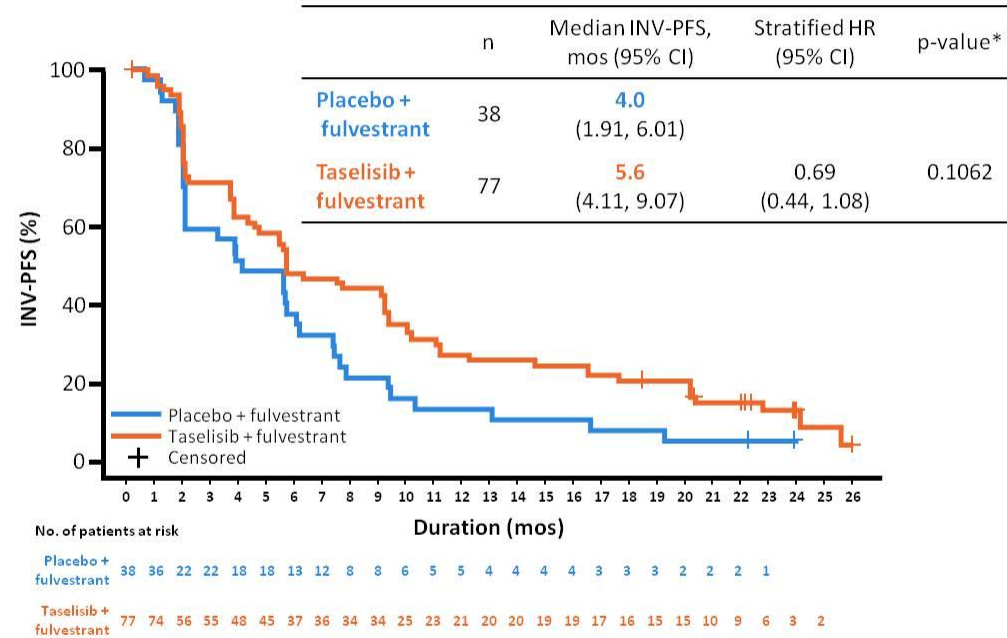 n Median INV-PFS, mos (95% CI) Stratified HR (95% CI) p-value*
Placebo + fulvestrant 38 4.0 (1.91, 6.01)
Taselisib + fulvestrant 77 5.6 (4.11, 9.07) 0.69 (0.44, 1.08) 0.1062
INV-PFS (%)
100
80
60
40
20
0
Placebo + fulvestrant
Taselisib + fulvestrant
Censored
0 1 2 3 4 5 6 7 8 9 10 11 12 13 14 15 16 17 18 19 20 21 22 23 24 25 26
Duration (mos)
No. of patients at risk
Placebo + fulvestrant 38 36 22 22 18 18 13 12 8 8 6 5 5 4 4 4 4 3 3 3 2 2 2 1
Taselisib + fulvestrant 77 74 56 55 48 45 37 36 34 34 25 23 21 20 20 19 19 17 16 15 15 10 9 6 3 2